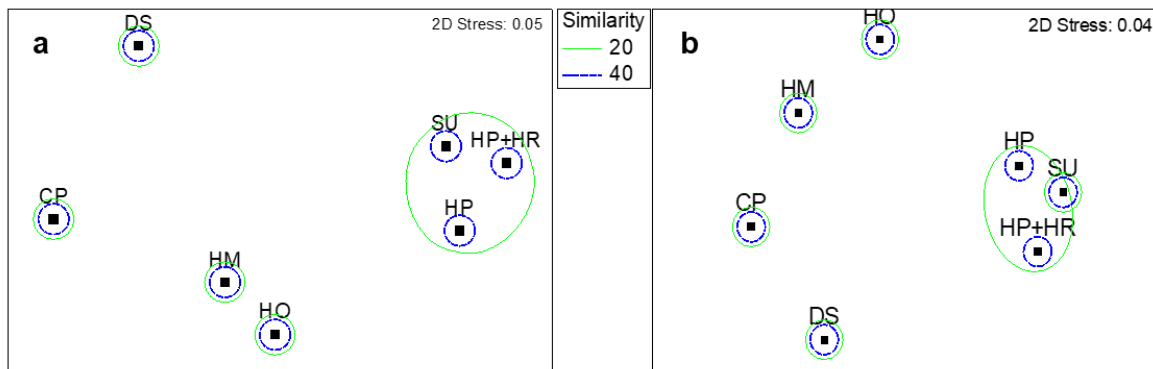 a
2D Stress: 0.05
DS
SU
HP+HR
CP
HP
HM
HO
Similarity
20
40
b
2D Stress: 0.04
HO
HM
HP
SU
CP
HP+HR
DS